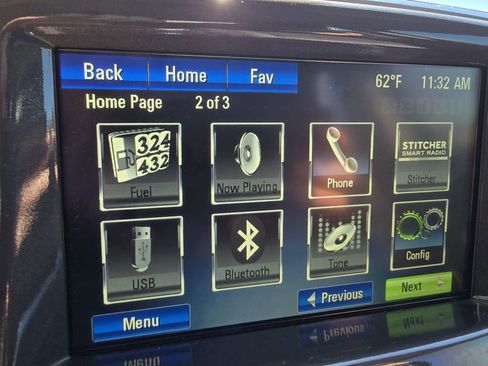 Back Home Fav 62°F 11:32 AM
Home Page 2 of 3
324
432
STITCHER
SMART RADIO
Fuel Now Playing Phone Stitcher
USB Bluetooth Tone Config
Previous Next
Menu